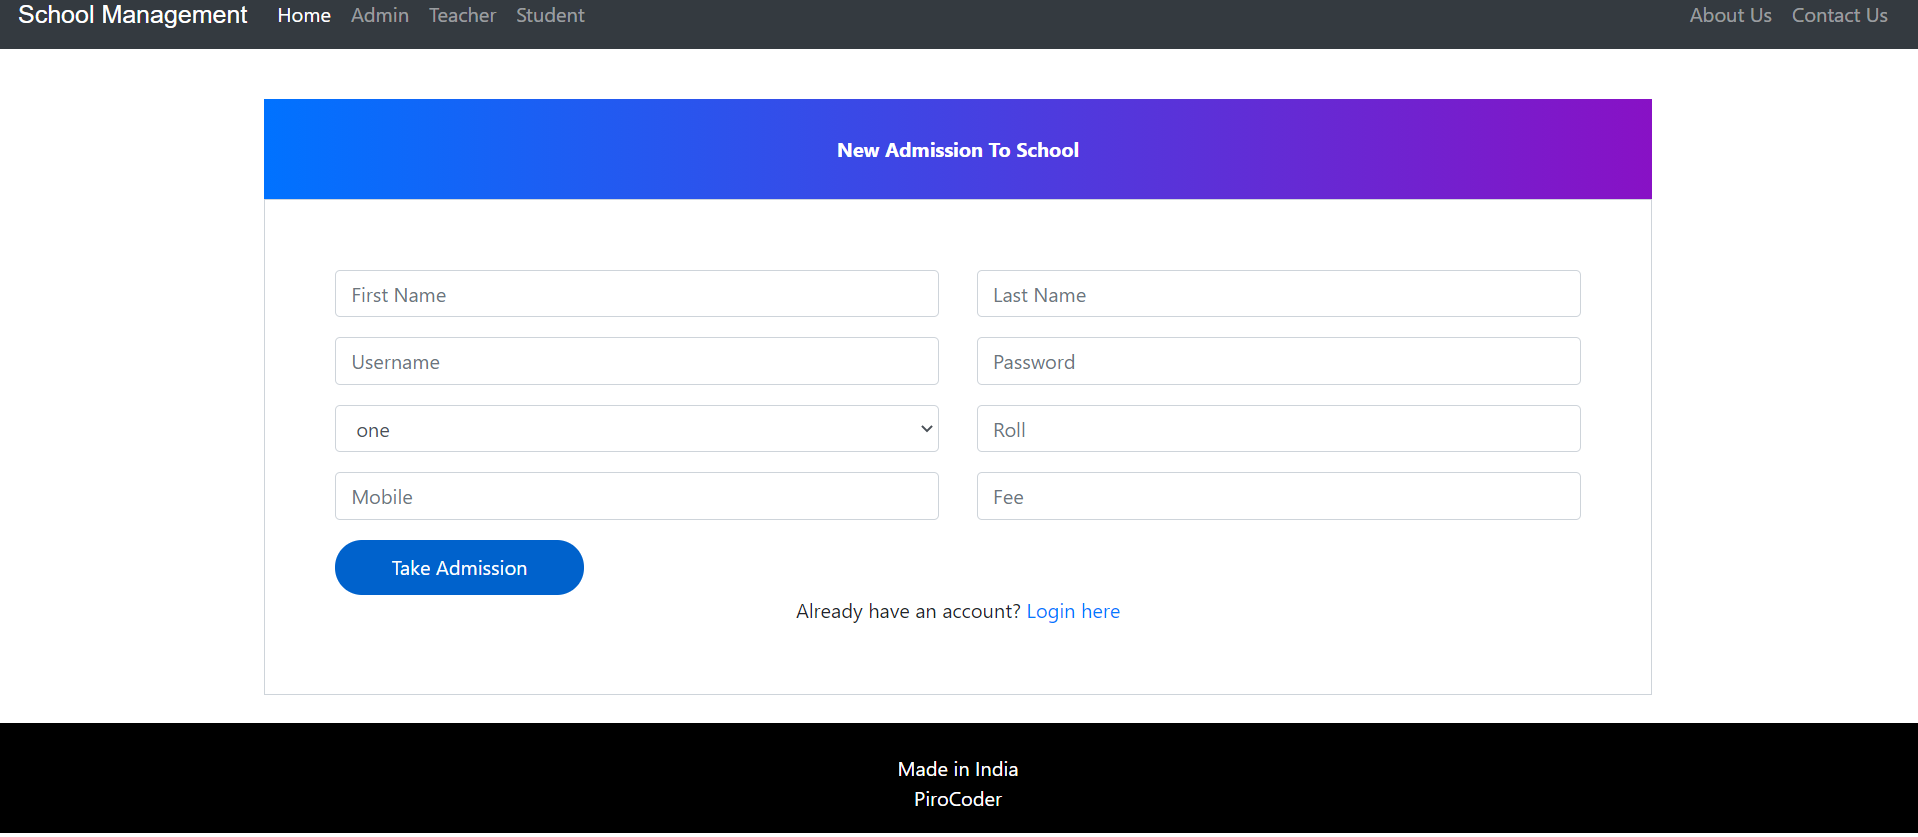 School Management Home Admin Teacher Student About Us Contact Us
New Admission To School
First Name Last Name
Username Password
one Roll
Mobile Fee
Take Admission
Already have an account? Login here
Made in India
PiroCoder